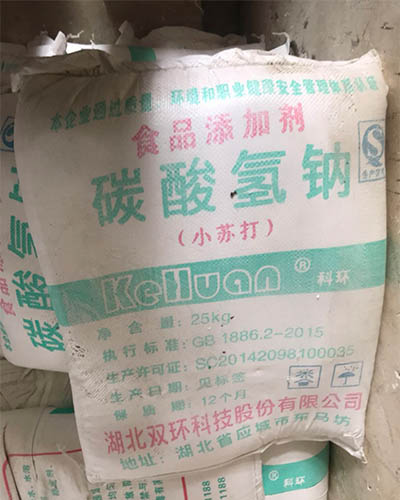 本企业通过质量、环境和职业健康安全管理体系认证
食品添加剂
碳酸氢钠
(小苏打)
KeHuan® 科环
净含量: 25kg
执行标准: GB 1886.2-2015
生产许可证: SC20142098100035
生产日期: 见标签
保质期: 12个月
湖北双环科技股份有限公司
地址: 湖北省应城市东马坊
科环
1188